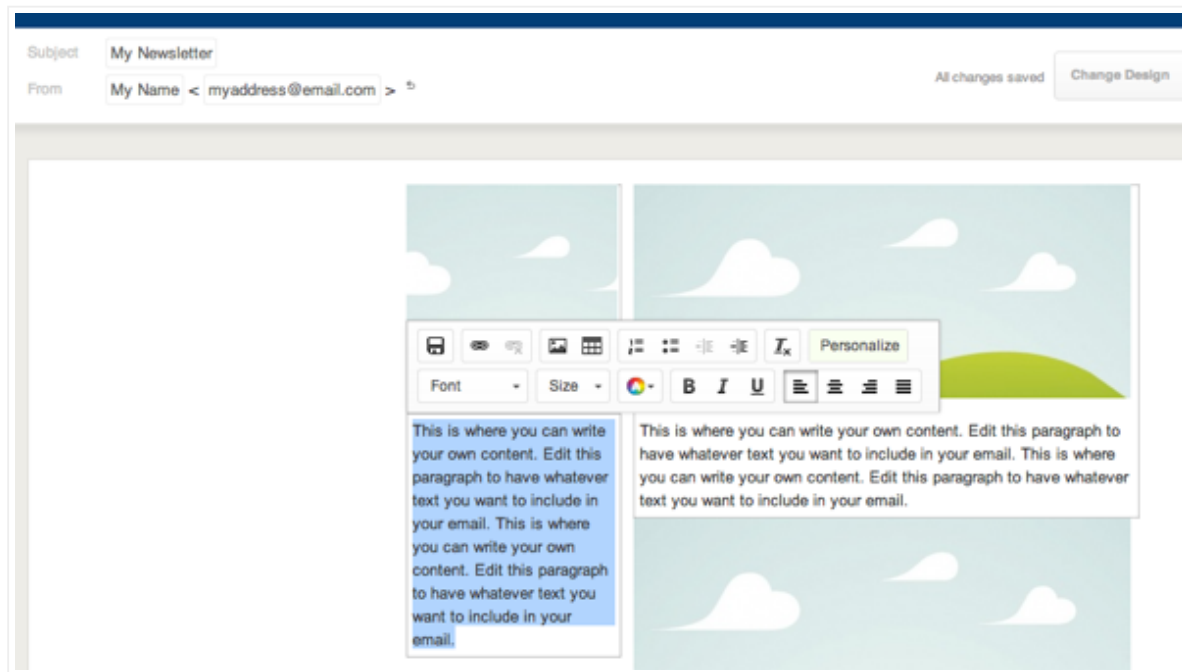 Subject My Newsletter
From My Name < myaddress@email.com >
All changes saved Change Design
Personalize
Font Size B I U
This is where you can write
your own content. Edit this
paragraph to have whatever
text you want to include in
your email. This is where
you can write your own
content. Edit this paragraph
to have whatever text you
want to include in your
email.
This is where you can write your own content. Edit this paragraph to
have whatever text you want to include in your email. This is where
you can write your own content. Edit this paragraph to have whatever
text you want to include in your email.